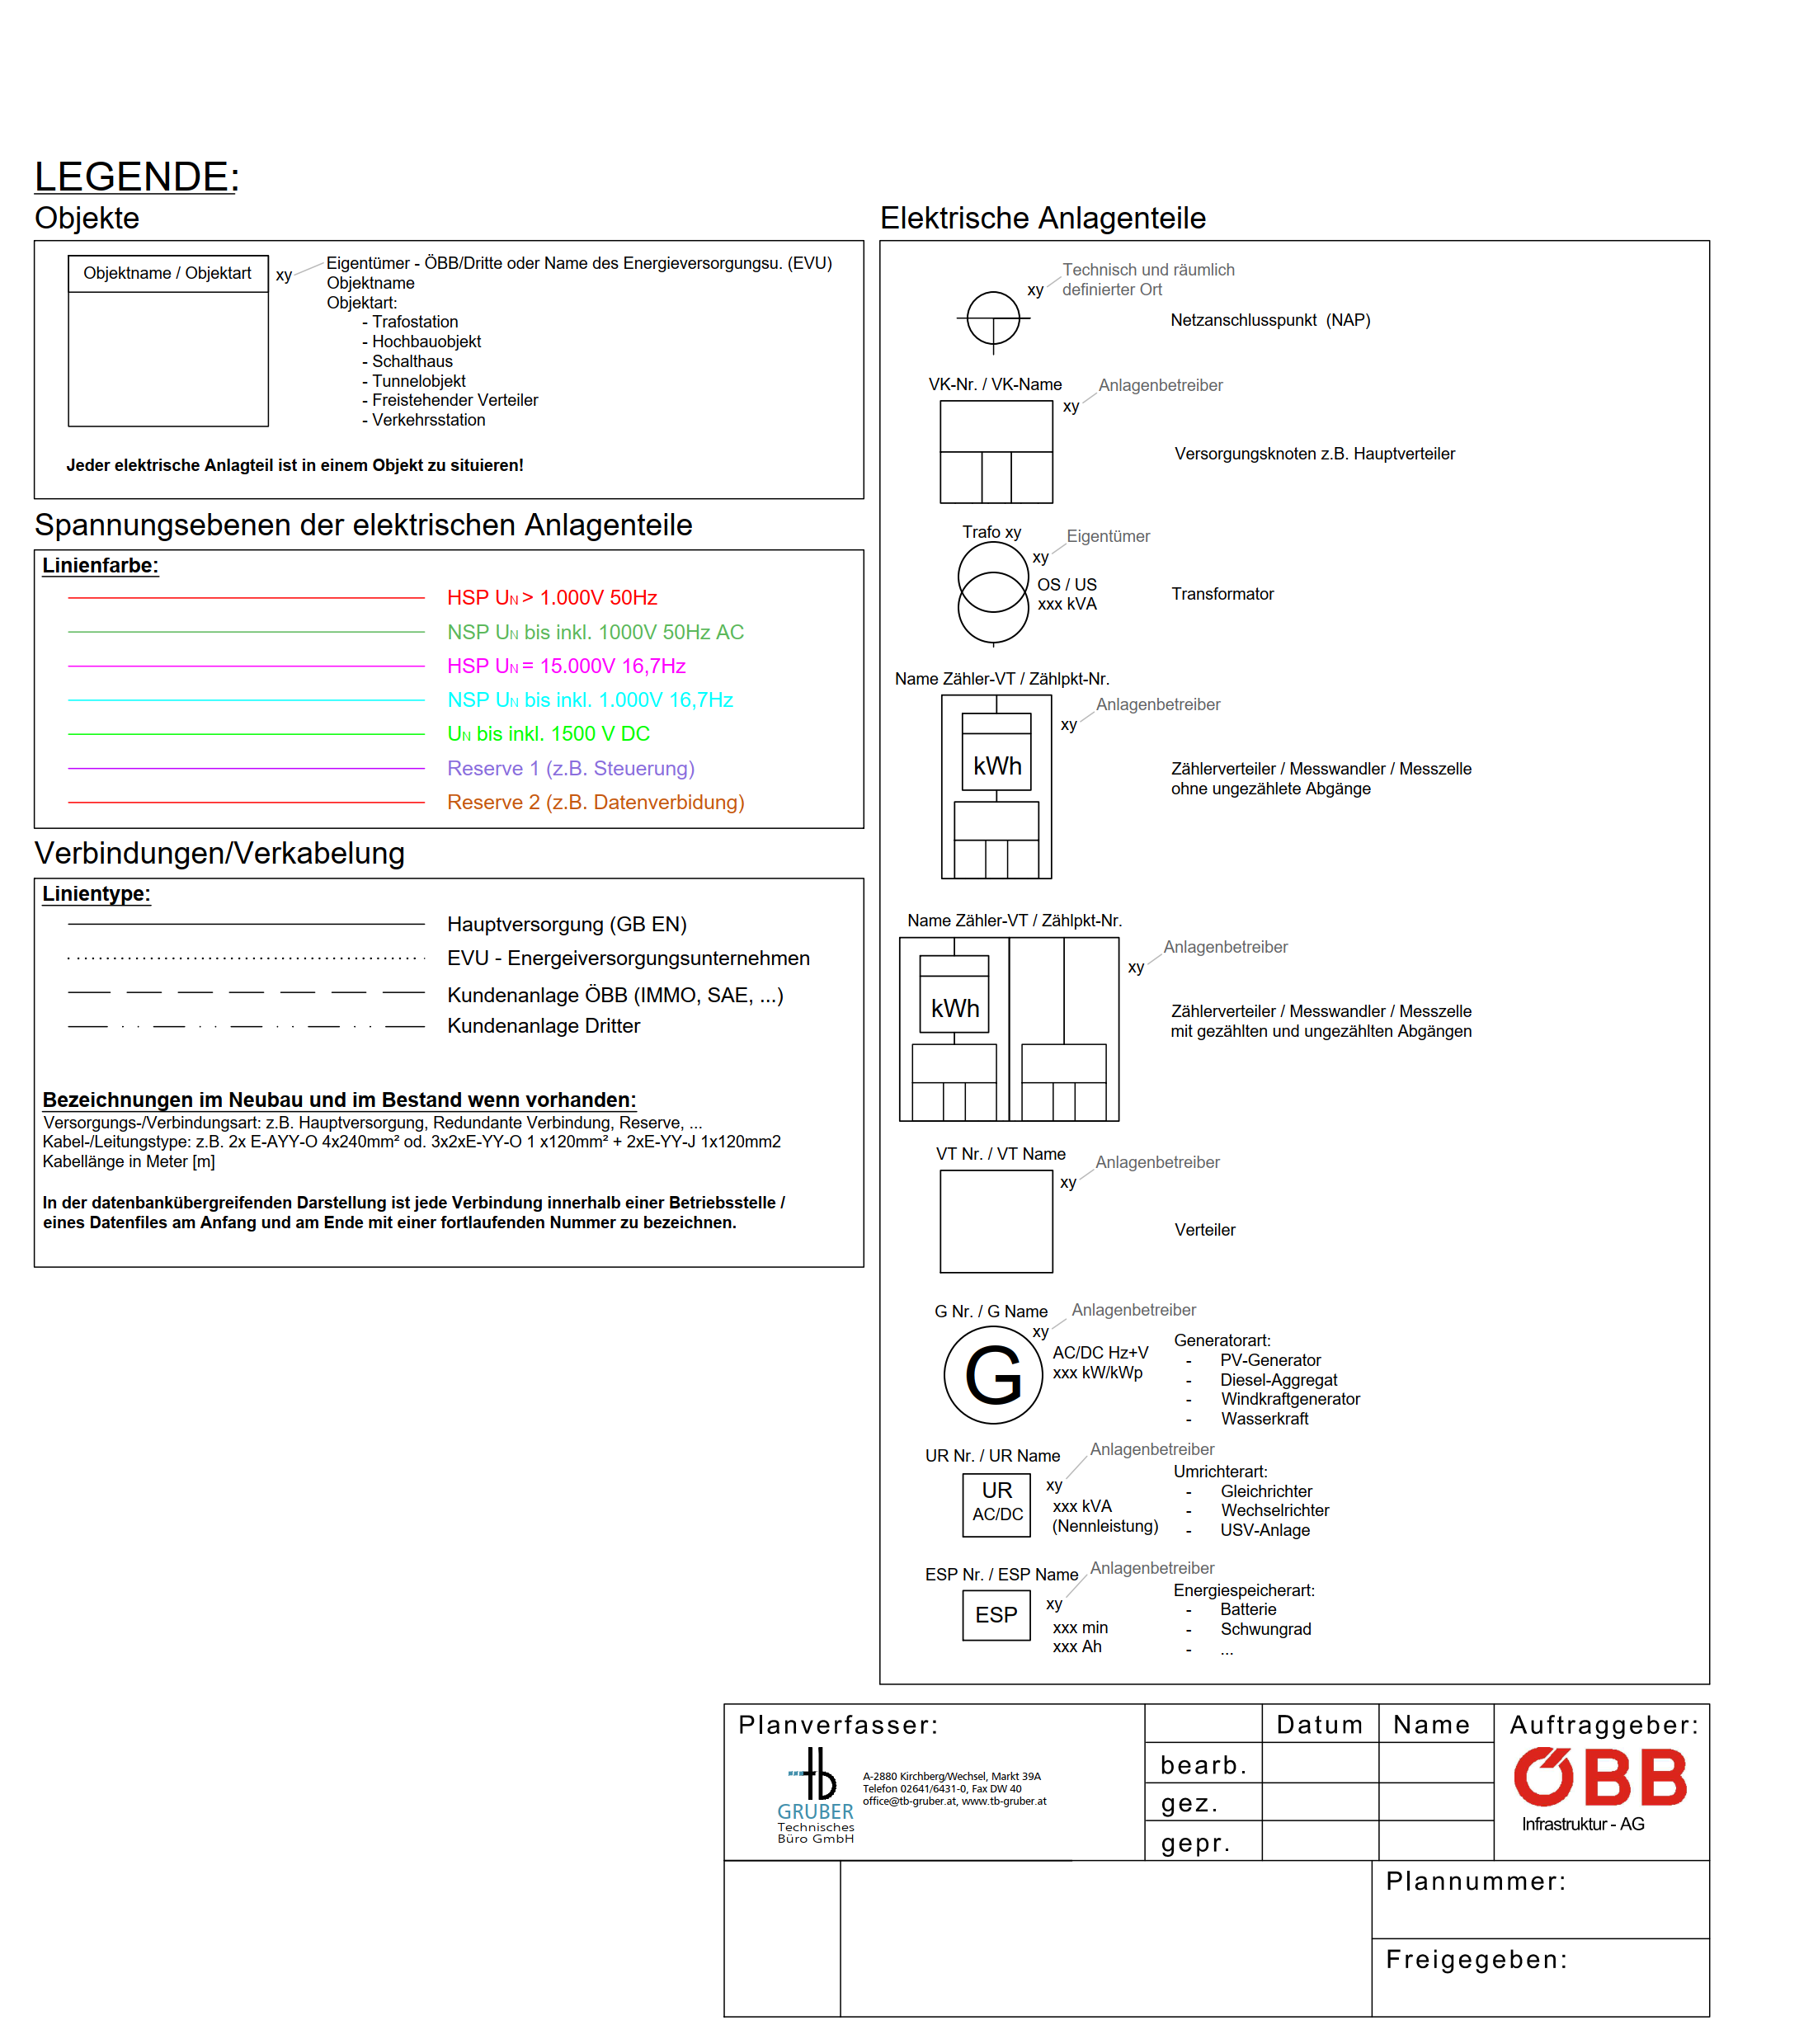 LEGENDE:
Objekte
Objektname / Objektart
xy
Eigentümer - ÖBB/Dritte oder Name des Energieversorgungsu. (EVU)
Objektname
Objektart:
- Trafostation
- Hochbauobjekt
- Schalthaus
- Tunnelobjekt
- Freistehender Verteiler
- Verkehrsstation
Jeder elektrische Anlagteil ist in einem Objekt zu situieren!
Spannungsebenen der elektrischen Anlagenteile
Linienfarbe:
HSP UN > 1.000V 50Hz
NSP UN bis inkl. 1000V 50Hz AC
HSP UN = 15.000V 16,7Hz
NSP UN bis inkl. 1.000V 16,7Hz
UN bis inkl. 1500 V DC
Reserve 1 (z.B. Steuerung)
Reserve 2 (z.B. Datenverbidung)
Verbindungen/Verkabelung
Linientype:
Hauptversorgung (GB EN)
EVU - Energeiversorgungsunternehmen
Kundenanlage ÖBB (IMMO, SAE, ...)
Kundenanlage Dritter
Bezeichnungen im Neubau und im Bestand wenn vorhanden:
Versorgungs-/Verbindungsart: z.B. Hauptversorgung, Redundante Verbindung, Reserve, ...
Kabel-/Leitungstype: z.B. 2x E-AYY-O 4x240mm² od. 3x2xE-YY-O 1 x120mm² + 2xE-YY-J 1x120mm2
Kabellänge in Meter [m]
In der datenbankübergreifenden Darstellung ist jede Verbindung innerhalb einer Betriebsstelle /
eines Datenfiles am Anfang und am Ende mit einer fortlaufenden Nummer zu bezeichnen.
Elektrische Anlagenteile
Technisch und räumlich
definierter Ort
xy
Netzanschlusspunkt (NAP)
VK-Nr. / VK-Name
Anlagenbetreiber
xy
Versorgungsknoten z.B. Hauptverteiler
Trafo xy
Eigentümer
xy
OS / US
xxx kVA
Transformator
Name Zähler-VT / Zählpkt-Nr.
Anlagenbetreiber
xy
kWh
Zählerverteiler / Messwandler / Messzelle
ohne ungezählete Abgänge
Name Zähler-VT / Zählpkt-Nr.
Anlagenbetreiber
xy
kWh
Zählerverteiler / Messwandler / Messzelle
mit gezählten und ungezählten Abgängen
VT Nr. / VT Name
Anlagenbetreiber
xy
Verteiler
G Nr. / G Name
Anlagenbetreiber
xy
G
AC/DC Hz+V
xxx kW/kWp
Generatorart:
- PV-Generator
- Diesel-Aggregat
- Windkraftgenerator
- Wasserkraft
UR Nr. / UR Name
Anlagenbetreiber
xy
UR
AC/DC
xxx kVA
(Nennleistung)
Umrichterart:
- Gleichrichter
- Wechselrichter
- USV-Anlage
ESP Nr. / ESP Name
Anlagenbetreiber
xy
ESP
xxx min
xxx Ah
Energiespeicherart:
- Batterie
- Schwungrad
- ...
Planverfasser:
tb
GRUBER
Technisches
Büro GmbH
A-2880 Kirchberg/Wechsel, Markt 39A
Telefon 02641/6431-0, Fax DW 40
office@tb-gruber.at, www.tb-gruber.at
Datum
Name
bearb.
gez.
gepr.
Auftraggeber:
ÖBB
Infrastruktur - AG
Plannummer:
Freigegeben: